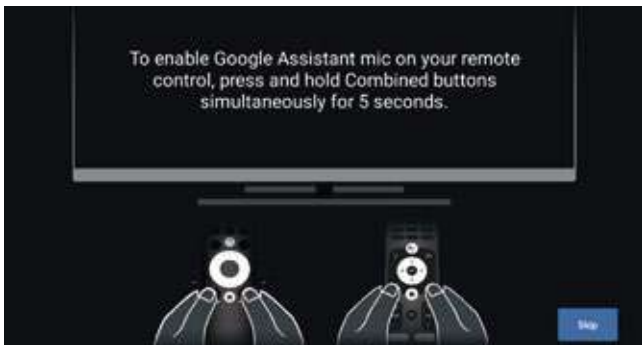 To enable Google Assistant mic on your remote
control, press and hold Combined buttons
simultaneously for 5 seconds.
Skip